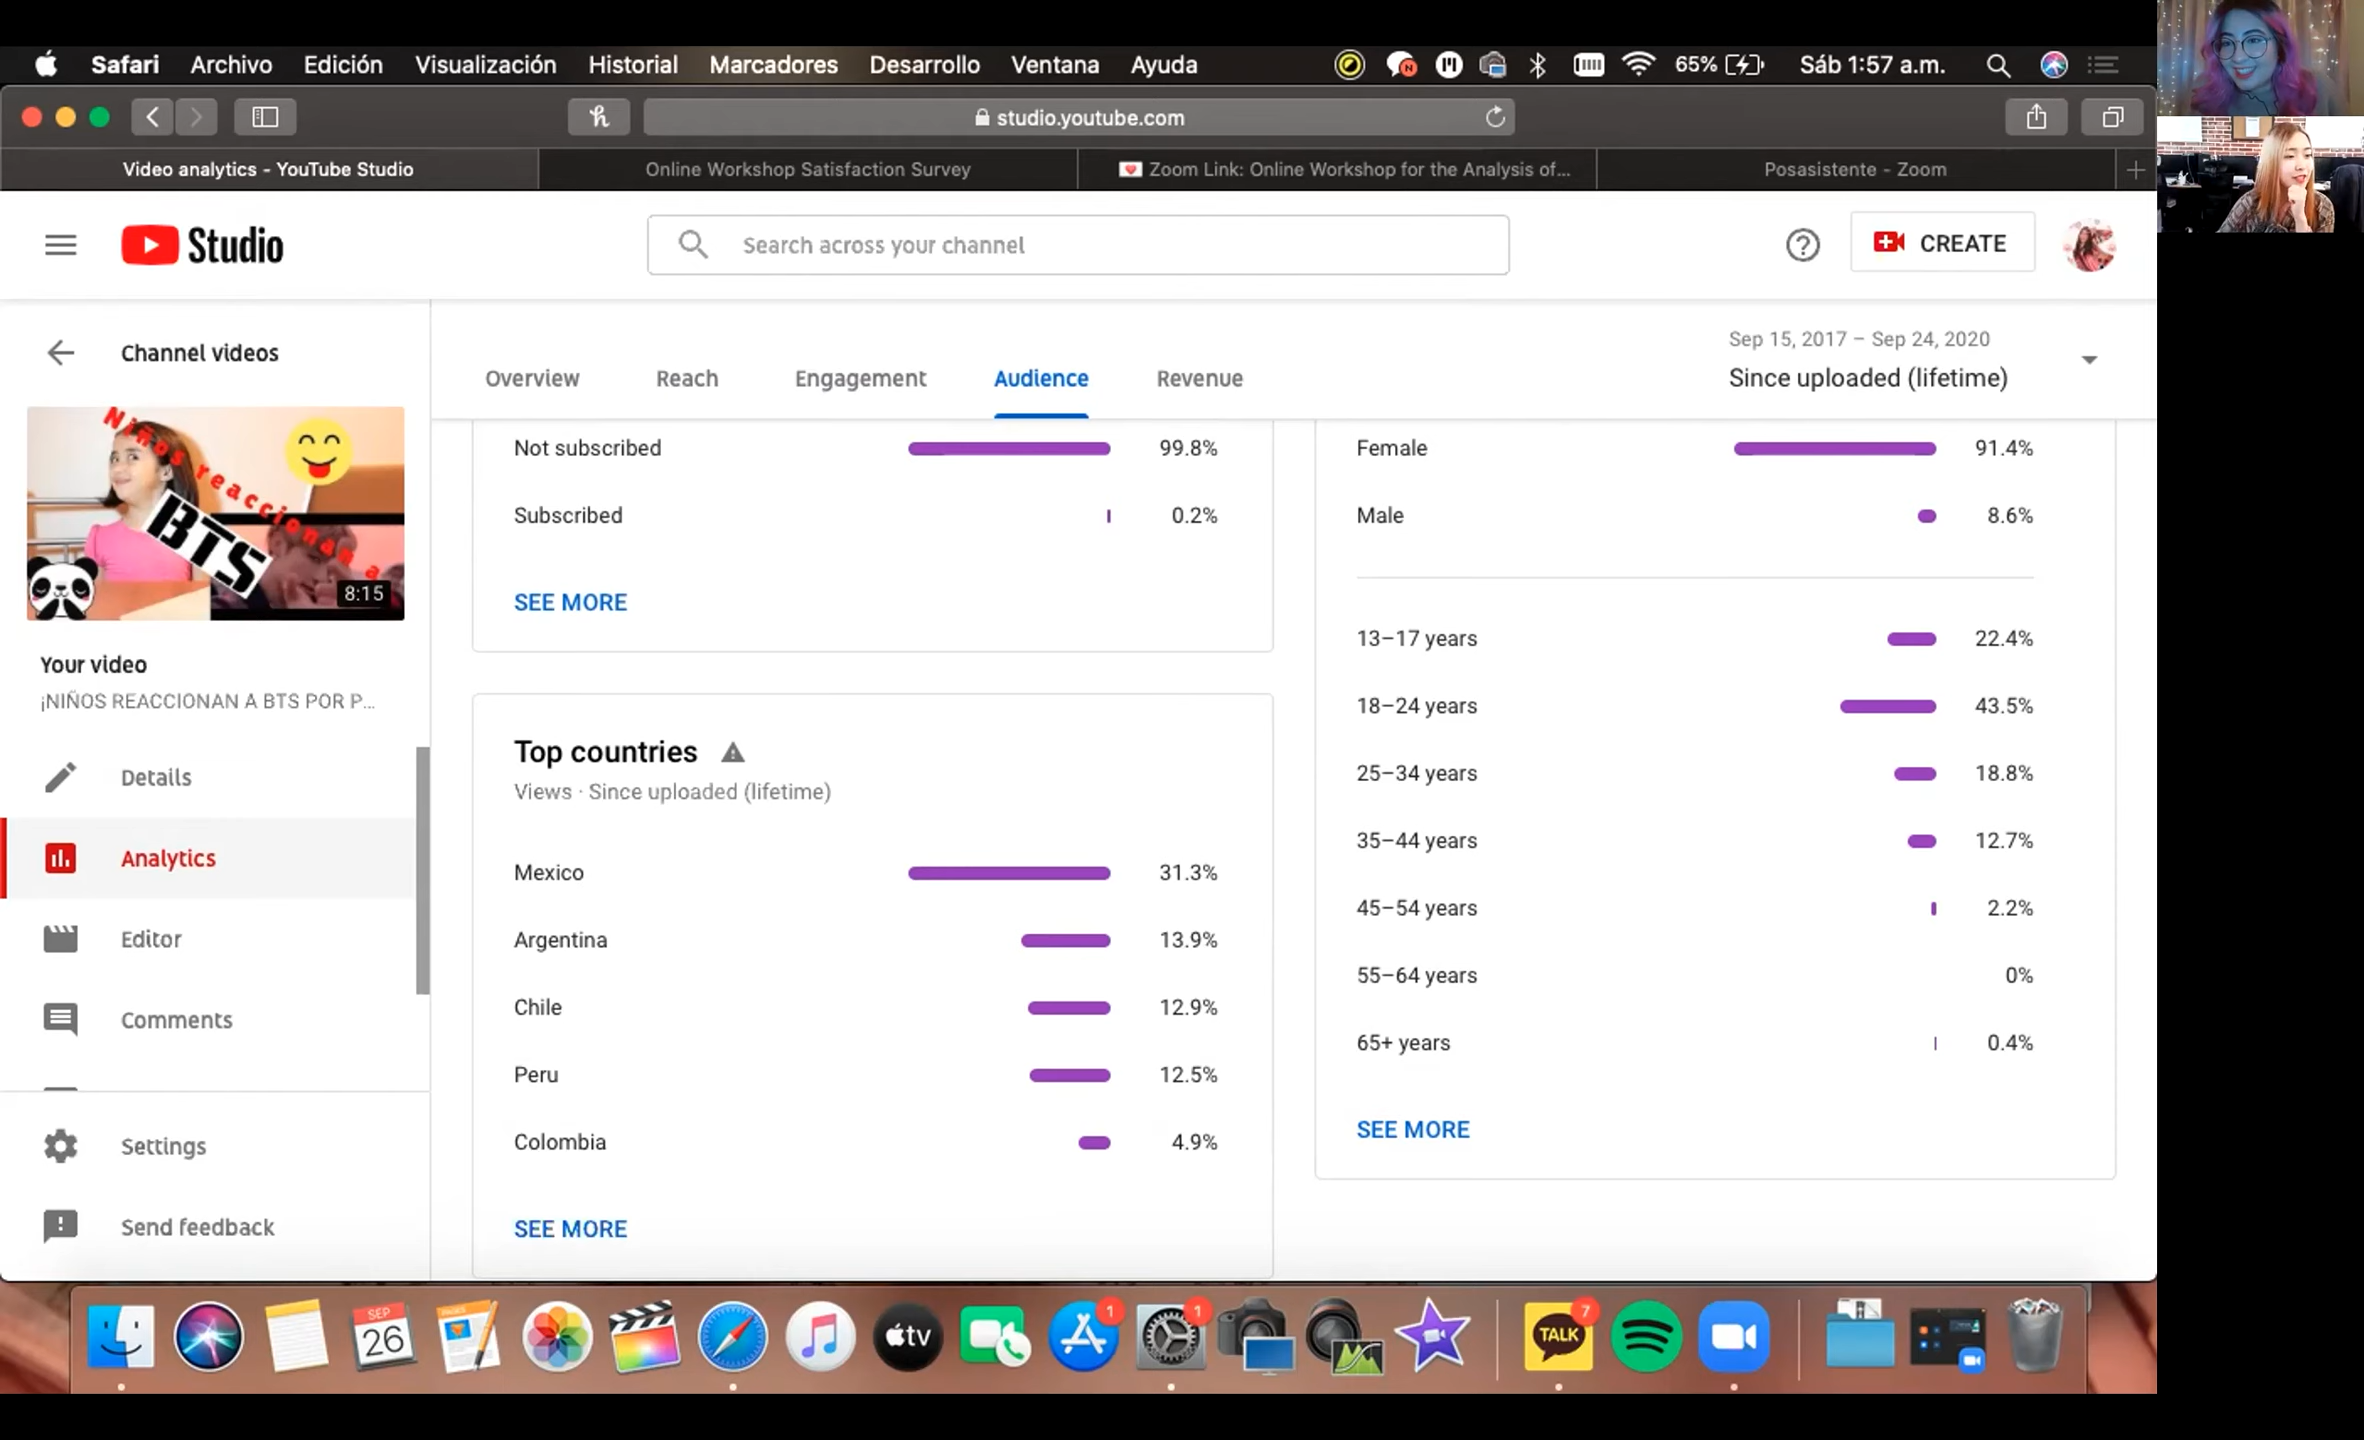 Safari Archivo Edición Visualización Historial Marcadores Desarrollo Ventana Ayuda 65% Sáb 1:57 a.m.
studio.youtube.com
Video analytics - YouTube Studio
Online Workshop Satisfaction Survey
Zoom Link: Online Workshop for the Analysis of...
Posasistente - Zoom
Studio
Search across your channel
CREATE
Channel videos
Niños reaccionan a
BTS
8:15
Your video
¡NIÑOS REACCIONAN A BTS POR P...
Details
Analytics
Editor
Comments
Settings
Send feedback
Overview Reach Engagement Audience Revenue
Sep 15, 2017 – Sep 24, 2020
Since uploaded (lifetime)
Not subscribed 99.8%
Subscribed 0.2%
SEE MORE
Top countries
Views · Since uploaded (lifetime)
Mexico 31.3%
Argentina 13.9%
Chile 12.9%
Peru 12.5%
Colombia 4.9%
SEE MORE
Female 91.4%
Male 8.6%
13–17 years 22.4%
18–24 years 43.5%
25–34 years 18.8%
35–44 years 12.7%
45–54 years 2.2%
55–64 years 0%
65+ years 0.4%
SEE MORE
SEP
26
PAGES
tv
1
1
TALK
7